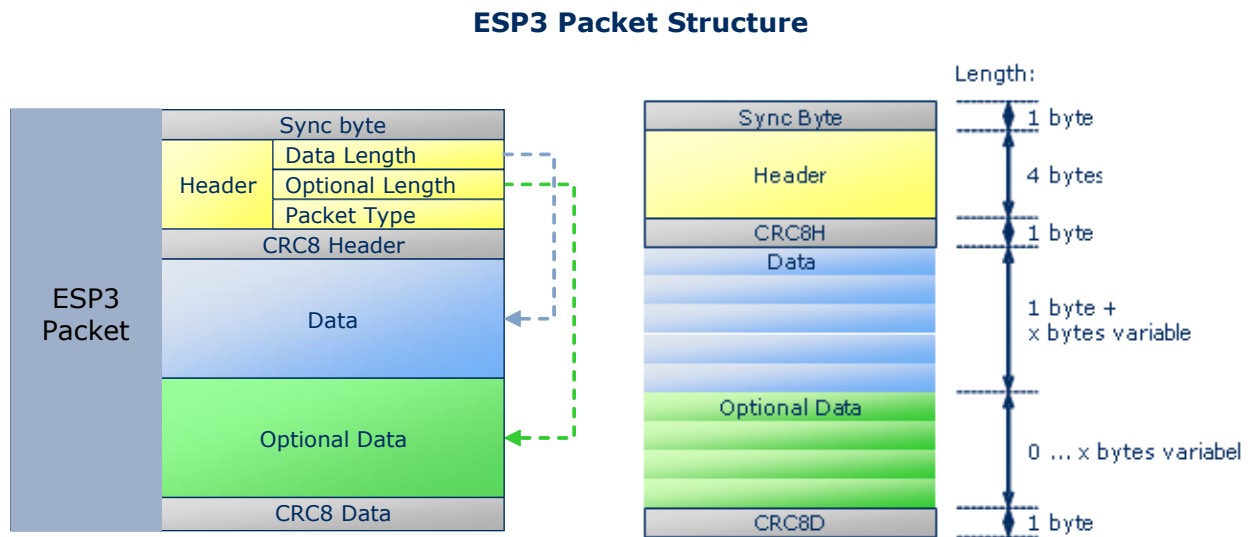 ESP3 Packet Structure
ESP3
Packet
Sync byte
Header
Data Length
Optional Length
Packet Type
CRC8 Header
Data
Optional Data
CRC8 Data
Length:
Sync Byte
1 byte
Header
4 bytes
CRC8H
1 byte
Data
1 byte +
x bytes variable
Optional Data
0 ... x bytes variabel
CRC8D
1 byte